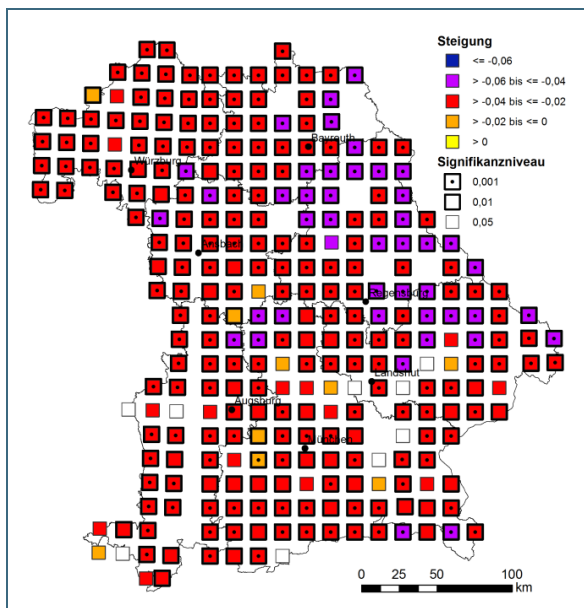 Steigung
<= -0,06
> -0,06 bis <= -0,04
> -0,04 bis <= -0,02
> -0,02 bis <= 0
> 0
Signifikanzniveau
0,001
0,01
0,05
Bayreuth
Würzburg
Ansbach
Regensburg
Landshut
Augsburg
München
0 25 50 100
km